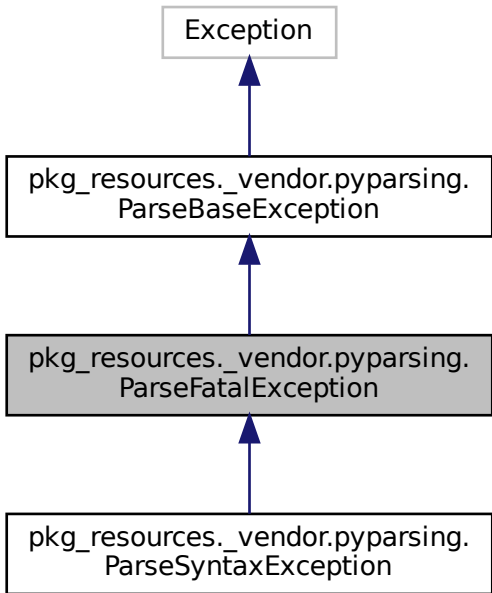 Exception
pkg_resources._vendor.pyparsing.
ParseBaseException
pkg_resources._vendor.pyparsing.
ParseFatalException
pkg_resources._vendor.pyparsing.
ParseSyntaxException